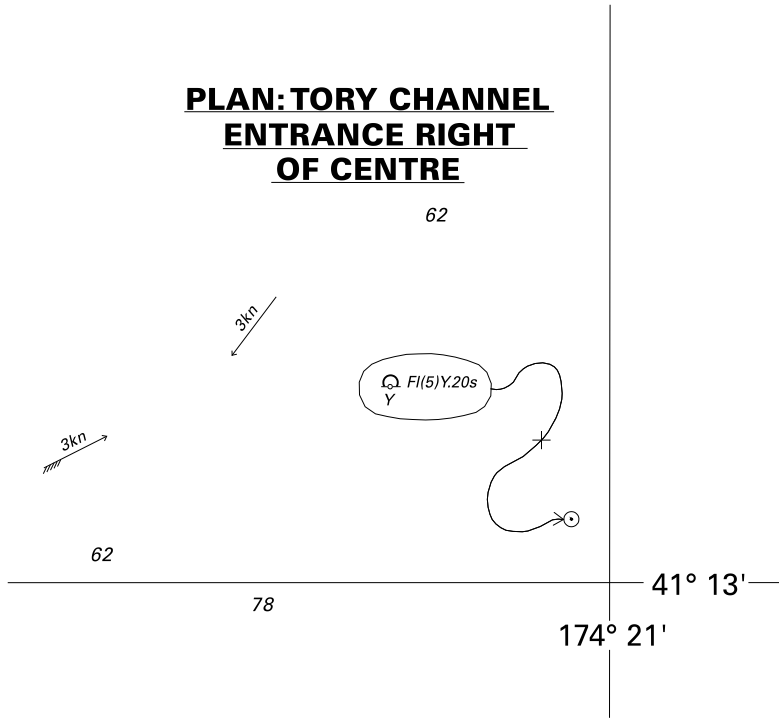 PLAN: TORY CHANNEL
ENTRANCE RIGHT
OF CENTRE
62
3kn
Fl(5)Y.20s
Y
3kn
62
41° 13'
78
174° 21'